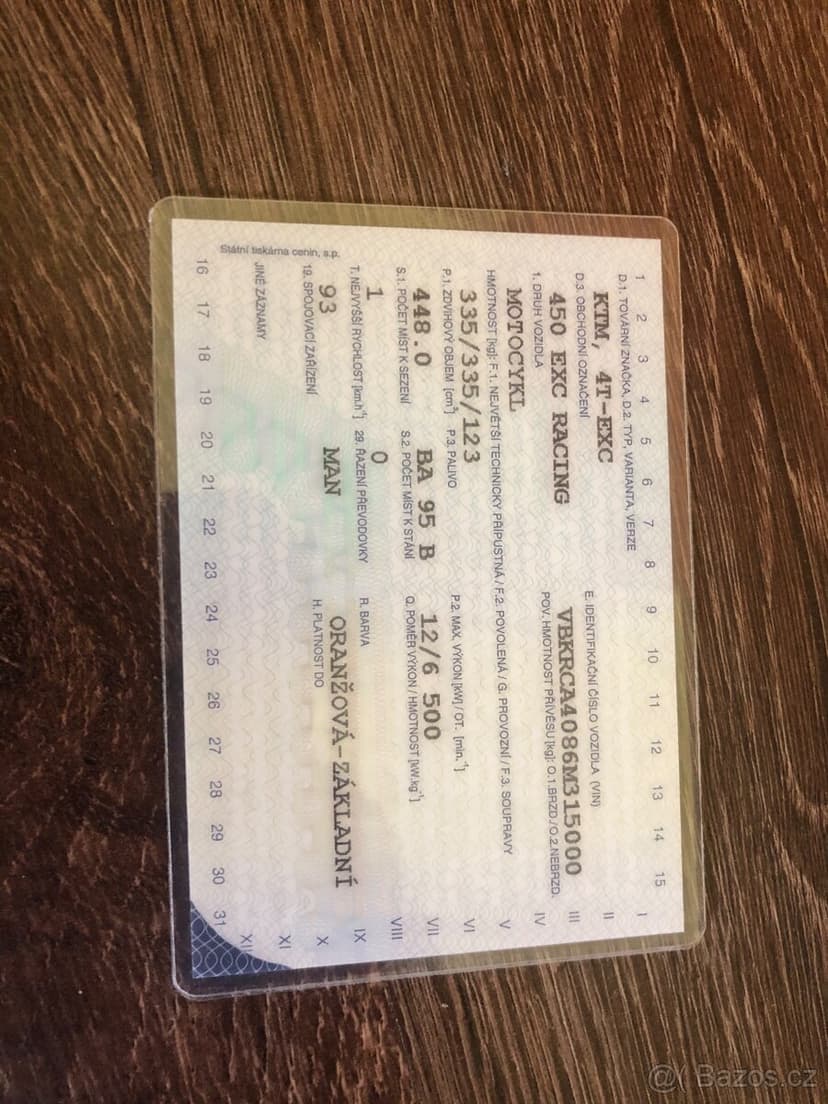 1 2 3 4 5 6 7 8 9 10 11 12 13 14 15 I
D.1. TOVÁRNÍ ZNAČKA, D.2. TYP, VARIANTA, VERZE
KTM, 4T-EXC
D.3. OBCHODNÍ OZNAČENÍ E. IDENTIFIKAČNÍ ČÍSLO VOZIDLA (VIN)
450 EXC RACING VBKRCA4086M315000
1. DRUH VOZIDLA POV. HMOTNOST PŘÍVĚSU [kg]: O.1.BRZD./O.2.NEBRZD.
MOTOCYKL
HMOTNOST [kg]: F.1. NEJVĚTŠÍ TECHNICKY PŘÍPUSTNÁ / F.2. POVOLENÁ / G. PROVOZNÍ / F.3. SOUPRAVY
335/335/123
P.1. ZDVIHOVÝ OBJEM [cm³] P.3. PALIVO P.2. MAX. VÝKON [kW] / OT. [min.⁻¹]
448.0 BA 95 B 12/6 500
S.1. POČET MÍST K SEZENÍ S.2. POČET MÍST K STÁNÍ Q. POMĚR VÝKON / HMOTNOST [kW.kg⁻¹]
1 0
T. NEJVYŠŠÍ RYCHLOST [km.h⁻¹] 29. ŘAZENÍ PŘEVODOVKY R. BARVA
93 MAN ORANŽOVÁ-ZÁKLADNÍ
19. SPOJOVACÍ ZAŘÍZENÍ H. PLATNOST DO
JINÉ ZÁZNAMY
II
III
IV
V
VI
VII
VIII
IX
X
XI
XII
Státní tiskárna cenin, s.p.
16 17 18 19 20 21 22 23 24 25 26 27 28 29 30 31
@( Bazos.cz